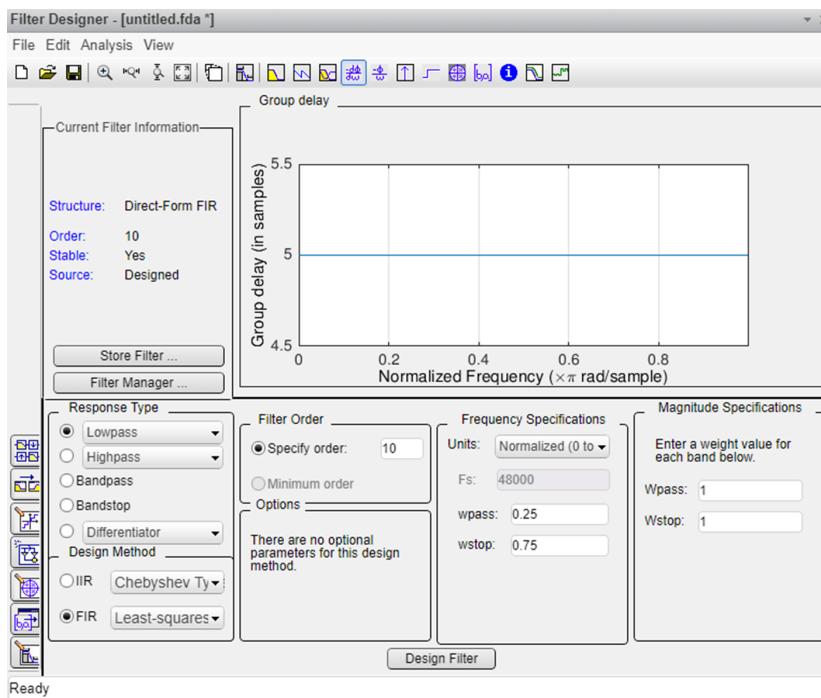 Filter Designer - [untitled.fda *]
File Edit Analysis View
Current Filter Information
Structure: Direct-Form FIR
Order: 10
Stable: Yes
Source: Designed
Store Filter ...
Filter Manager ...
Group delay
Group delay (in samples)
5.5
5
4.5
0 0.2 0.4 0.6 0.8
Normalized Frequency (×π rad/sample)
Response Type
Lowpass
Highpass
Bandpass
Bandstop
Differentiator
Design Method
IIR Chebyshev Ty
FIR Least-squares
Filter Order
Specify order: 10
Minimum order
Options
There are no optional
parameters for this design
method.
Frequency Specifications
Units: Normalized (0 to
Fs: 48000
wpass: 0.25
wstop: 0.75
Magnitude Specifications
Enter a weight value for
each band below.
Wpass: 1
Wstop: 1
Design Filter
Ready